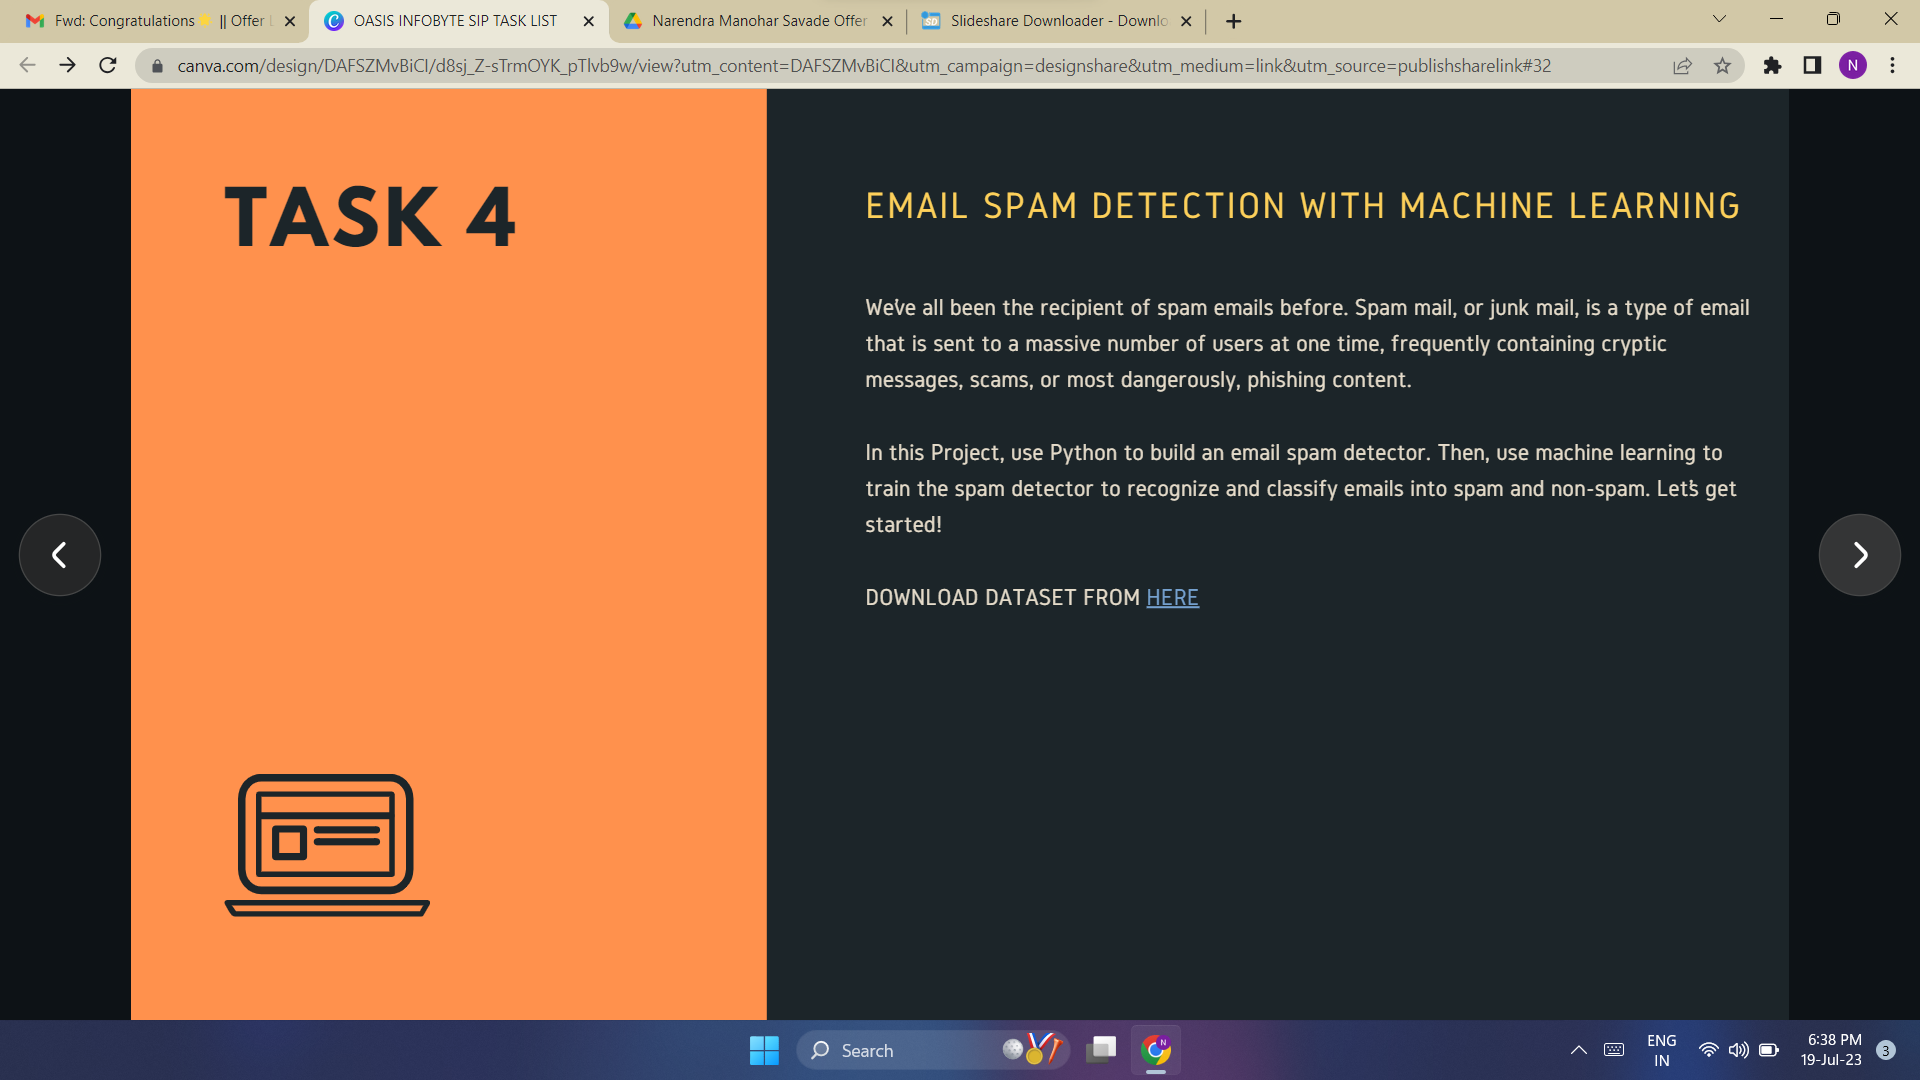 Fwd: Congratulations🌟 || Offer
OASIS INFOBYTE SIP TASK LIST
Narendra Manohar Savade Offer
Slideshare Downloader - Downlo
canva.com/design/DAFSZMvBiCI/d8sj_Z-sTrmOYK_pTlvb9w/view?utm_content=DAFSZMvBiCI&utm_campaign=designshare&utm_medium=link&utm_source=publishsharelink#32
N
TASK 4
EMAIL SPAM DETECTION WITH MACHINE LEARNING
We've all been the recipient of spam emails before. Spam mail, or junk mail, is a type of email
that is sent to a massive number of users at one time, frequently containing cryptic
messages, scams, or most dangerously, phishing content.
In this Project, use Python to build an email spam detector. Then, use machine learning to
train the spam detector to recognize and classify emails into spam and non-spam. Let's get
started!
DOWNLOAD DATASET FROM HERE
Search
ENG
IN
6:38 PM
19-Jul-23
3